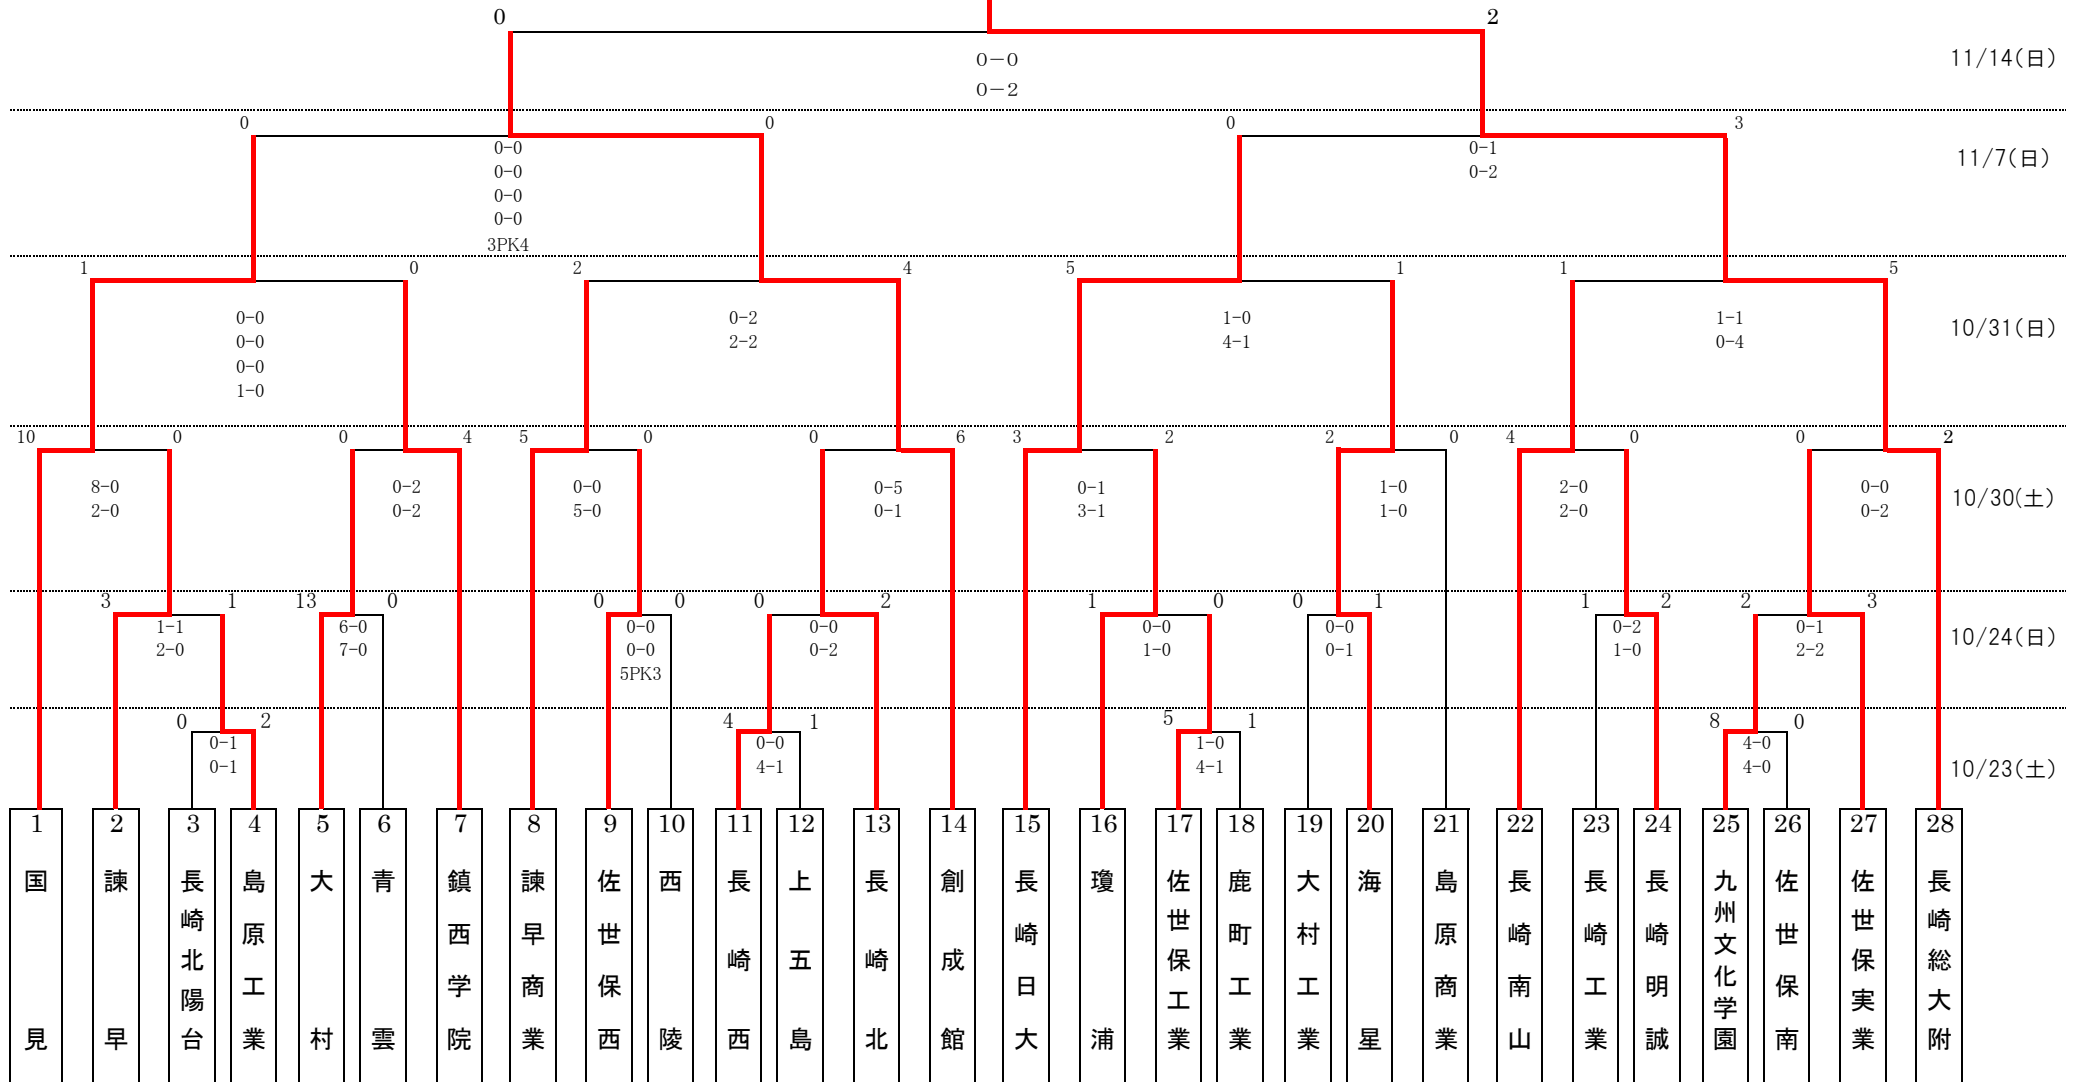 0 2
0－0 11/14(日)
0－2
0 0 0 3
0-0 0-1 11/7(日)
0-0 0-2
0-0
0-0
3PK4
1 0 2 4 5 1 1 5
0-0 0-2 1-0 1-1 10/31(日)
0-0 2-2 4-1 0-4
0-0
1-0
10 0 0 4 5 0 0 6 3 2 2 0 4 0 0 2
8-0 0-2 0-0 0-5 0-1 1-0 2-0 0-0 10/30(土)
2-0 0-2 5-0 0-1 3-1 1-0 2-0 0-2
3 1 13 0 0 0 0 2 1 0 0 1 1 2 2 3
1-1 6-0 0-0 0-0 0-0 0-0 0-2 0-1 10/24(日)
2-0 7-0 0-0 0-2 1-0 0-1 1-0 2-2
5PK3
0 2 4 1 5 1 8 0
0-1 0-0 1-0 4-0 10/23(土)
0-1 4-1 4-1 4-0
1 国見
2 諫早
3 長崎北陽台
4 島原工業
5 大村
6 青雲
7 鎮西学院
8 諫早商業
9 佐世保西
10 西陵
11 長崎西
12 上五島
13 長崎北
14 創成館
15 長崎日大
16 瓊浦
17 佐世保工業
18 鹿町工業
19 大村工業
20 海星
21 島原商業
22 長崎南山
23 長崎工業
24 長崎明誠
25 九州文化学園
26 佐世保南
27 佐世保実業
28 長崎総大附